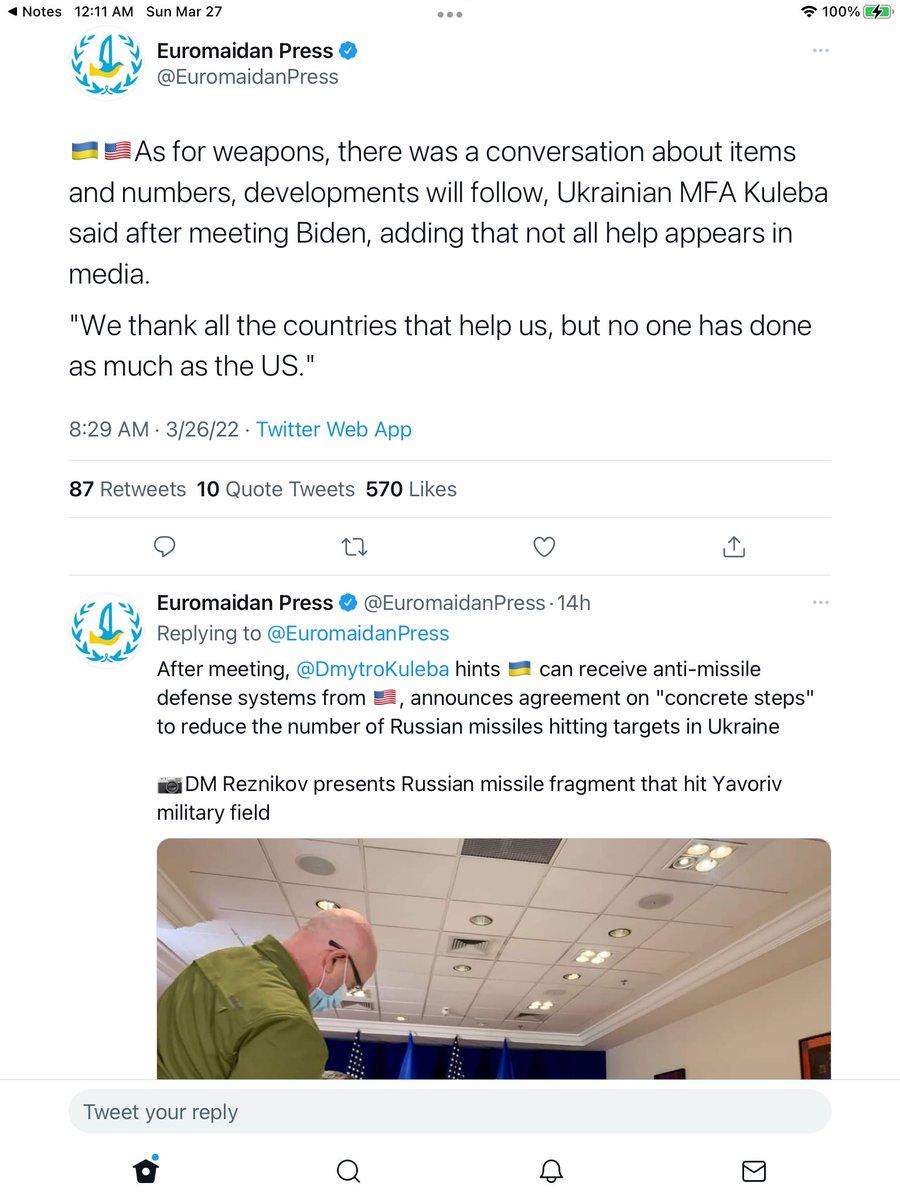 Notes 12:11 AM Sun Mar 27
100%
Euromaidan Press
@EuromaidanPress
🇺🇦🇺🇸As for weapons, there was a conversation about items
and numbers, developments will follow, Ukrainian MFA Kuleba
said after meeting Biden, adding that not all help appears in
media.
"We thank all the countries that help us, but no one has done
as much as the US."
8:29 AM · 3/26/22 · Twitter Web App
87 Retweets 10 Quote Tweets 570 Likes
Euromaidan Press @EuromaidanPress · 14h
Replying to @EuromaidanPress
After meeting, @DmytroKuleba hints 🇺🇦 can receive anti-missile
defense systems from 🇺🇸, announces agreement on "concrete steps"
to reduce the number of Russian missiles hitting targets in Ukraine
📷DM Reznikov presents Russian missile fragment that hit Yavoriv
military field
Tweet your reply